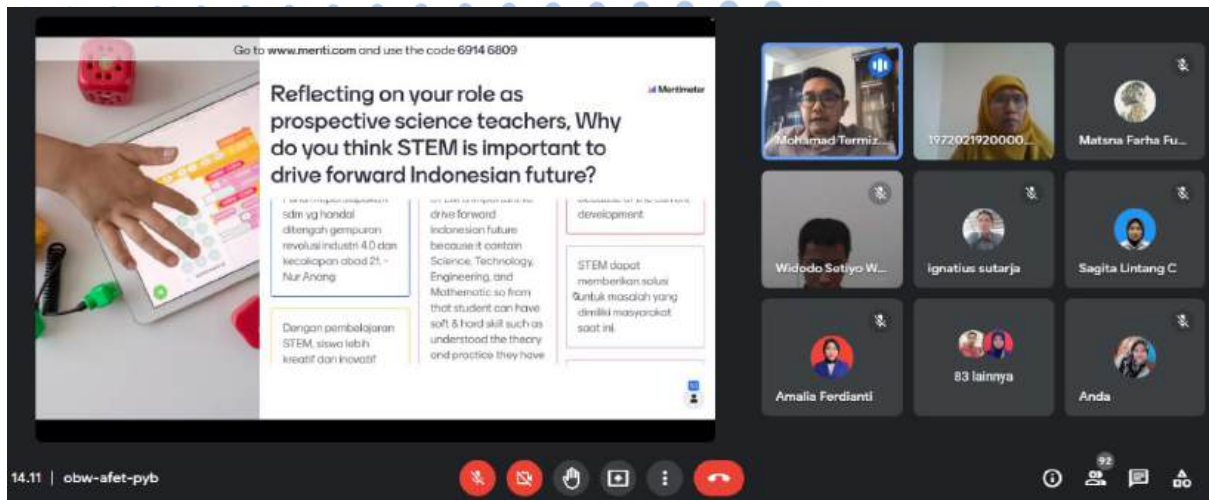 Go to www.menti.com and use the code 6914 6809
Mentimeter
Reflecting on your role as
prospective science teachers, Why
do you think STEM is important to
drive forward Indonesian future?
sdm yg handal
ditengah gempuran
revolusi industri 4.0 dan
kecakapan abad 21. -
Nur Anang
Dengan pembelajaran
STEM, siswa lebih
kreatif dan inovatif
drive forward
Indonesian future
because it contain
Science, Technology,
Engineering, and
Mathematic so from
that student can have
soft & hard skill such as
understood the theory
and practice they have
development
STEM dapat
memberikan solusi
untuk masalah yang
dimiliki masyarakat
saat ini.
Mohamad Termiz...
1972021920000...
Matsna Farha Fu...
Widodo Setiyo W...
ignatius sutarja
Sagita Lintang C
Amalia Ferdianti
83 lainnya
Anda
14.11 | obw-afet-pyb
92